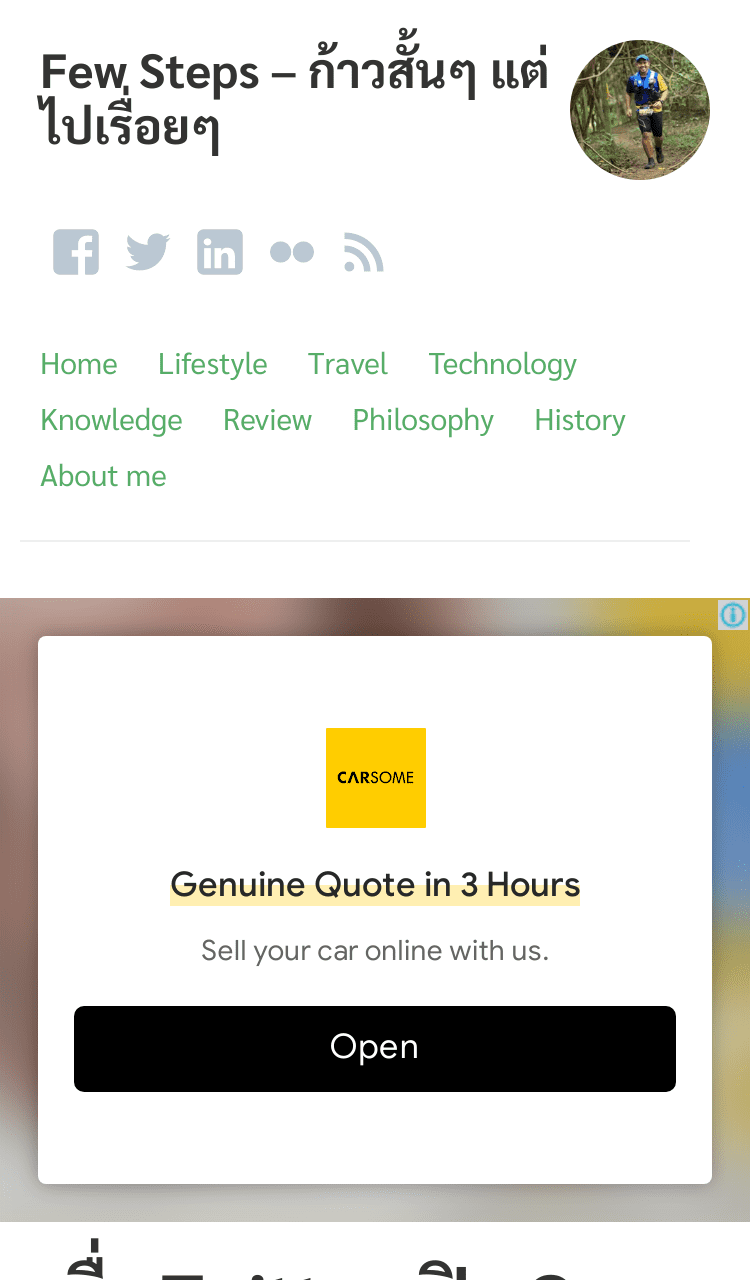 Few Steps – ก้าวสั้นๆ แต่
ไปเรื่อยๆ
Home Lifestyle Travel Technology
Knowledge Review Philosophy History
About me
CARSOME
Genuine Quote in 3 Hours
Sell your car online with us.
Open